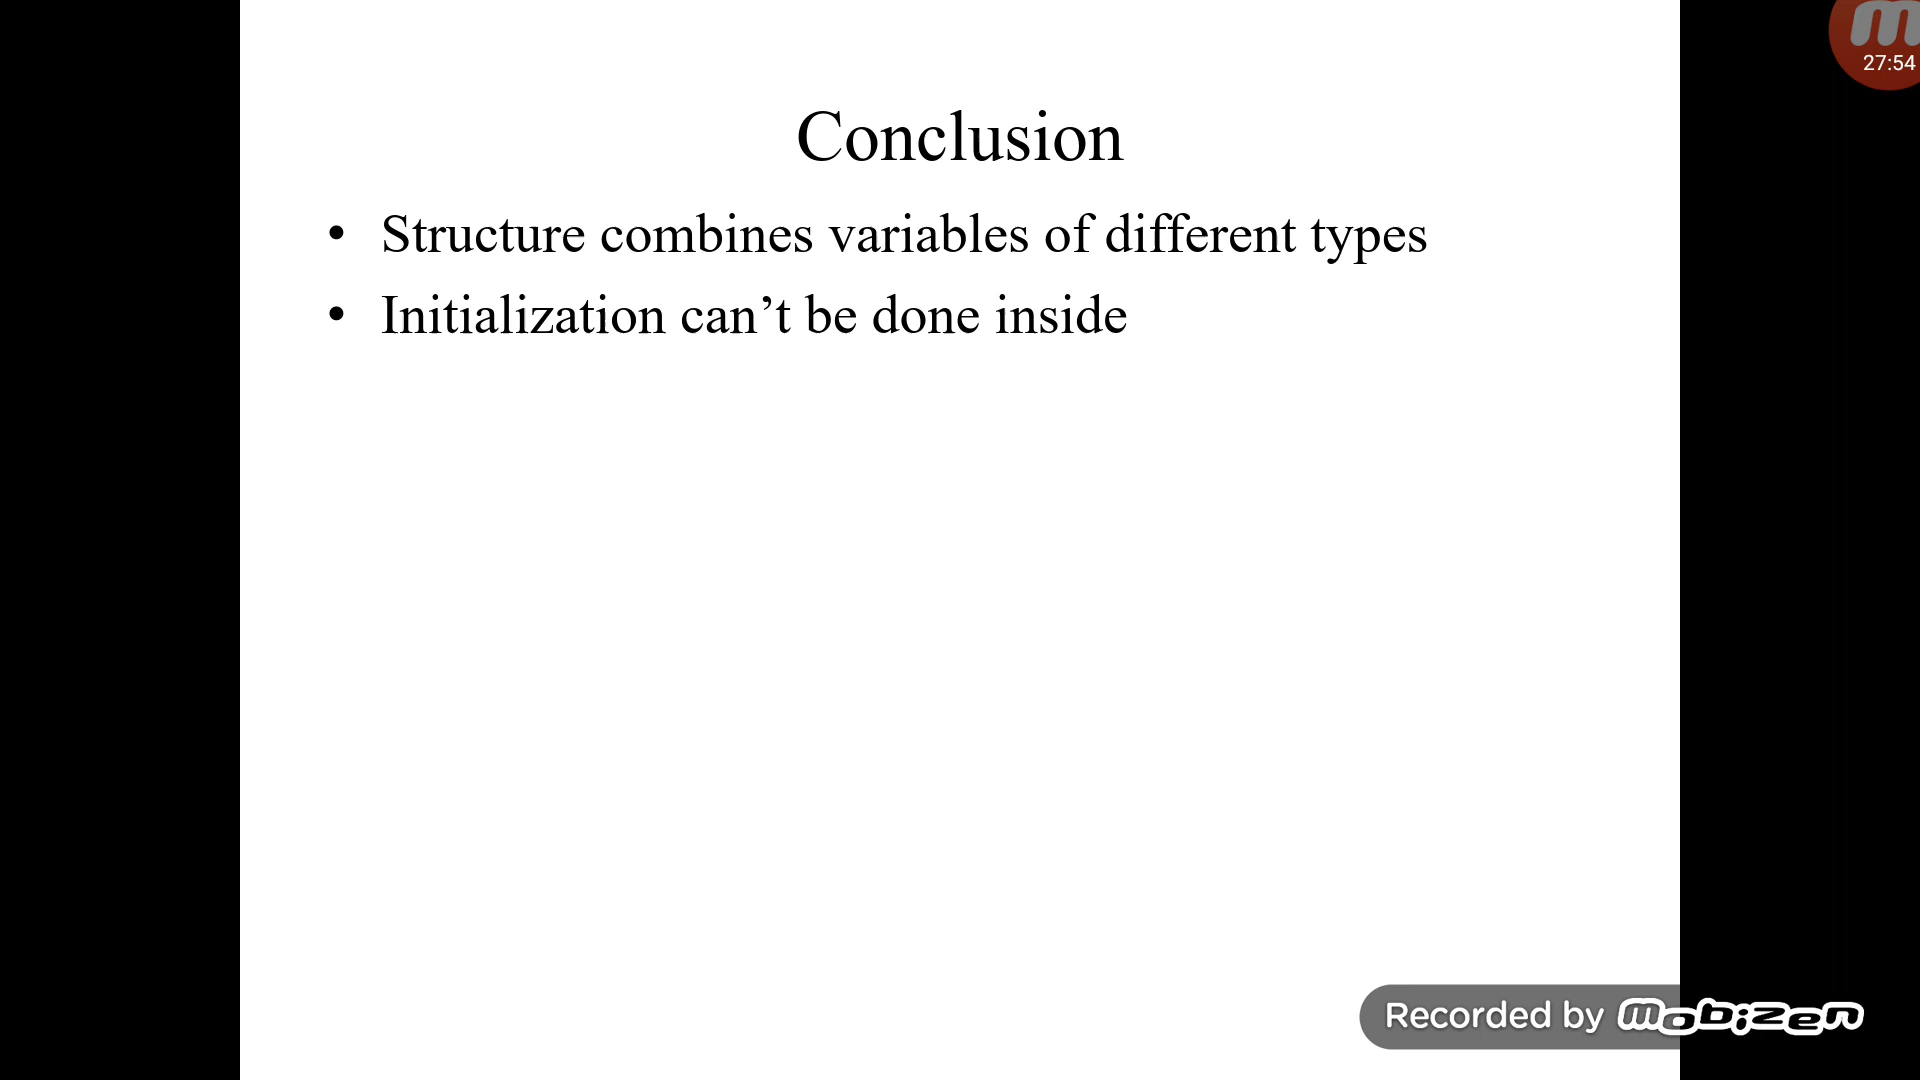 m
27:54
Conclusion
• Structure combines variables of different types
• Initialization can’t be done inside
Recorded by mobizen